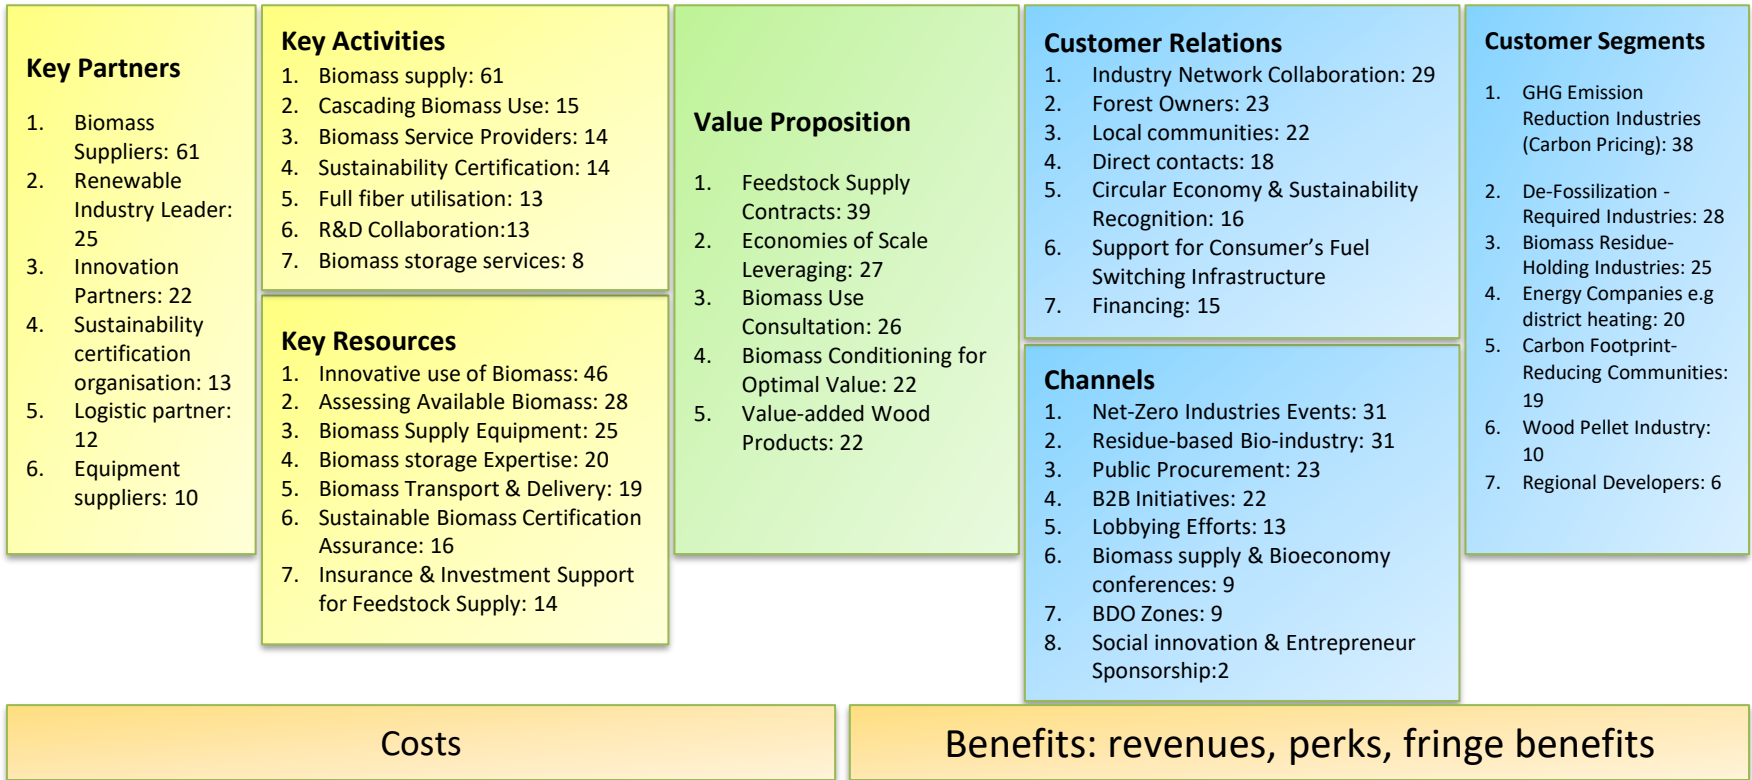 Key Partners
1. Biomass
Suppliers: 61
2. Renewable
Industry Leader:
25
3. Innovation
Partners: 22
4. Sustainability
certification
organisation: 13
5. Logistic partner:
12
6. Equipment
suppliers: 10
Key Activities
1. Biomass supply: 61
2. Cascading Biomass Use: 15
3. Biomass Service Providers: 14
4. Sustainability Certification: 14
5. Full fiber utilisation: 13
6. R&D Collaboration:13
7. Biomass storage services: 8
Key Resources
1. Innovative use of Biomass: 46
2. Assessing Available Biomass: 28
3. Biomass Supply Equipment: 25
4. Biomass storage Expertise: 20
5. Biomass Transport & Delivery: 19
6. Sustainable Biomass Certification
Assurance: 16
7. Insurance & Investment Support
for Feedstock Supply: 14
Value Proposition
1. Feedstock Supply
Contracts: 39
2. Economies of Scale
Leveraging: 27
3. Biomass Use
Consultation: 26
4. Biomass Conditioning for
Optimal Value: 22
5. Value-added Wood
Products: 22
Customer Relations
1. Industry Network Collaboration: 29
2. Forest Owners: 23
3. Local communities: 22
4. Direct contacts: 18
5. Circular Economy & Sustainability
Recognition: 16
6. Support for Consumer’s Fuel
Switching Infrastructure
7. Financing: 15
Channels
1. Net-Zero Industries Events: 31
2. Residue-based Bio-industry: 31
3. Public Procurement: 23
4. B2B Initiatives: 22
5. Lobbying Efforts: 13
6. Biomass supply & Bioeconomy
conferences: 9
7. BDO Zones: 9
8. Social innovation & Entrepreneur
Sponsorship:2
Customer Segments
1. GHG Emission
Reduction Industries
(Carbon Pricing): 38
2. De-Fossilization -
Required Industries: 28
3. Biomass Residue-
Holding Industries: 25
4. Energy Companies e.g
district heating: 20
5. Carbon Footprint-
Reducing Communities:
19
6. Wood Pellet Industry:
10
7. Regional Developers: 6
Costs
Benefits: revenues, perks, fringe benefits